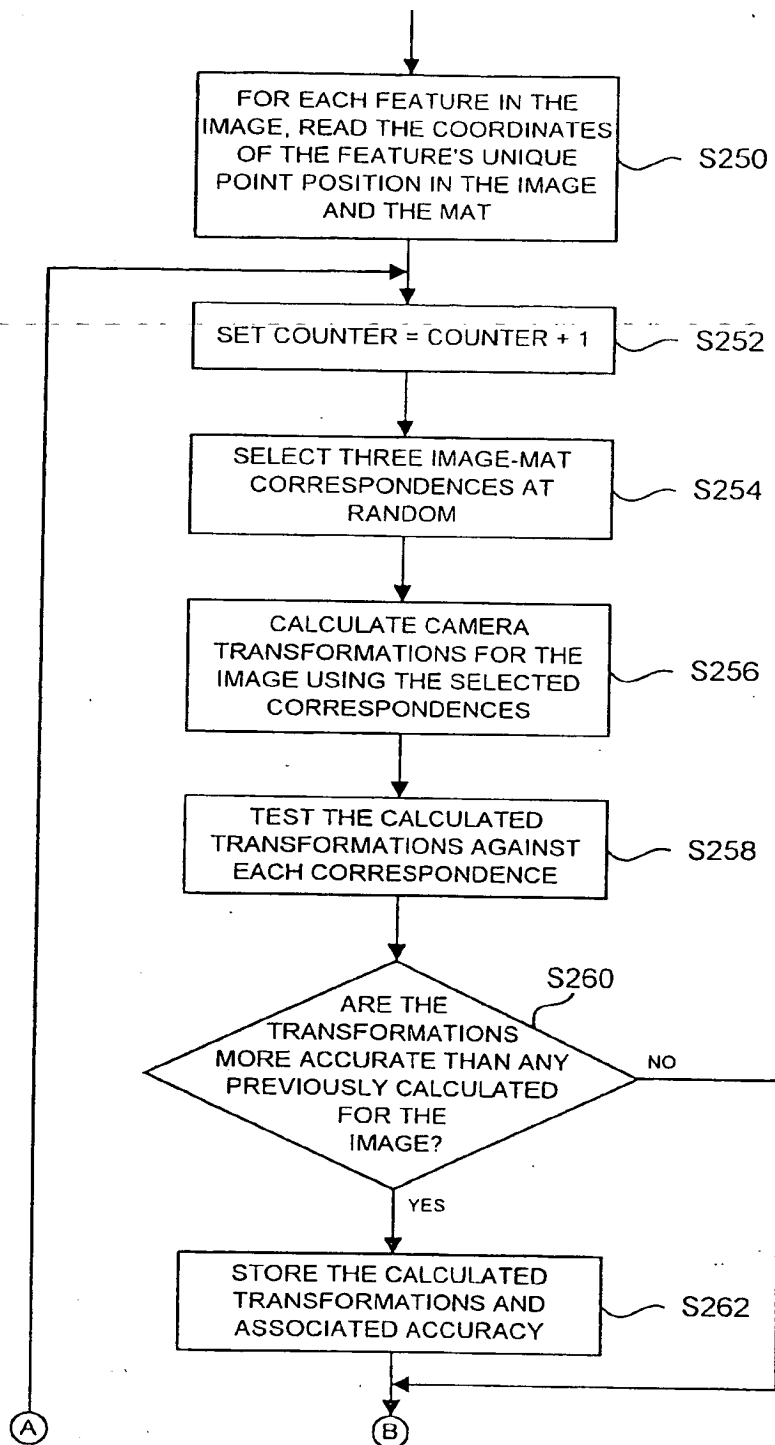 FOR EACH FEATURE IN THE
IMAGE, READ THE COORDINATES
OF THE FEATURE'S UNIQUE
POINT POSITION IN THE IMAGE
AND THE MAT
S250
SET COUNTER = COUNTER + 1
S252
SELECT THREE IMAGE-MAT
CORRESPONDENCES AT
RANDOM
S254
CALCULATE CAMERA
TRANSFORMATIONS FOR THE
IMAGE USING THE SELECTED
CORRESPONDENCES
S256
TEST THE CALCULATED
TRANSFORMATIONS AGAINST
EACH CORRESPONDENCE
S258
S260
ARE THE
TRANSFORMATIONS
MORE ACCURATE THAN ANY
PREVIOUSLY CALCULATED
FOR THE
IMAGE?
NO
YES
STORE THE CALCULATED
TRANSFORMATIONS AND
ASSOCIATED ACCURACY
S262
A
B